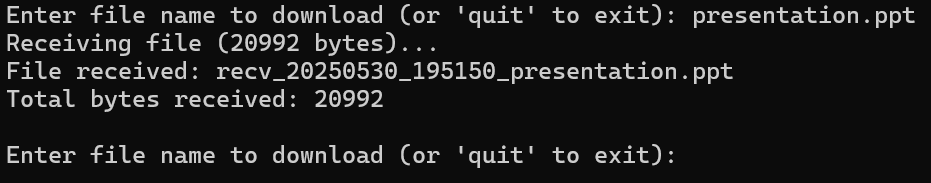 Enter file name to download (or 'quit' to exit): presentation.ppt
Receiving file (20992 bytes)...
File received: recv_20250530_195150_presentation.ppt
Total bytes received: 20992
Enter file name to download (or 'quit' to exit):